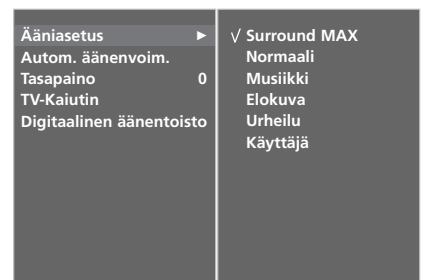 Ääniasetus ►
Autom. äänenvoim.
Tasapaino 0
TV-Kaiutin
Digitaalinen äänentoisto
√ Surround MAX
Normaali
Musiikki
Elokuva
Urheilu
Käyttäjä